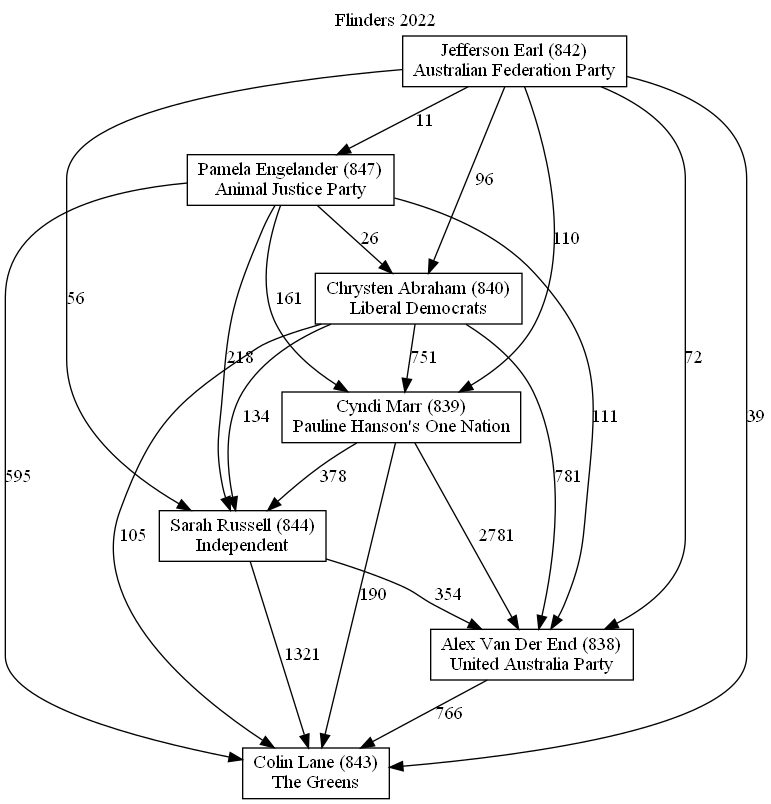 Flinders 2022
Jefferson Earl (842)
Australian Federation Party
11
Pamela Engelander (847)
Animal Justice Party
96
26
110
Chrysten Abraham (840)
Liberal Democrats
56
161
218
751
72
Cyndi Marr (839)
Pauline Hanson's One Nation
134
111
39
595
378
781
Sarah Russell (844)
Independent
105
2781
190
354
Alex Van Der End (838)
United Australia Party
1321
766
Colin Lane (843)
The Greens